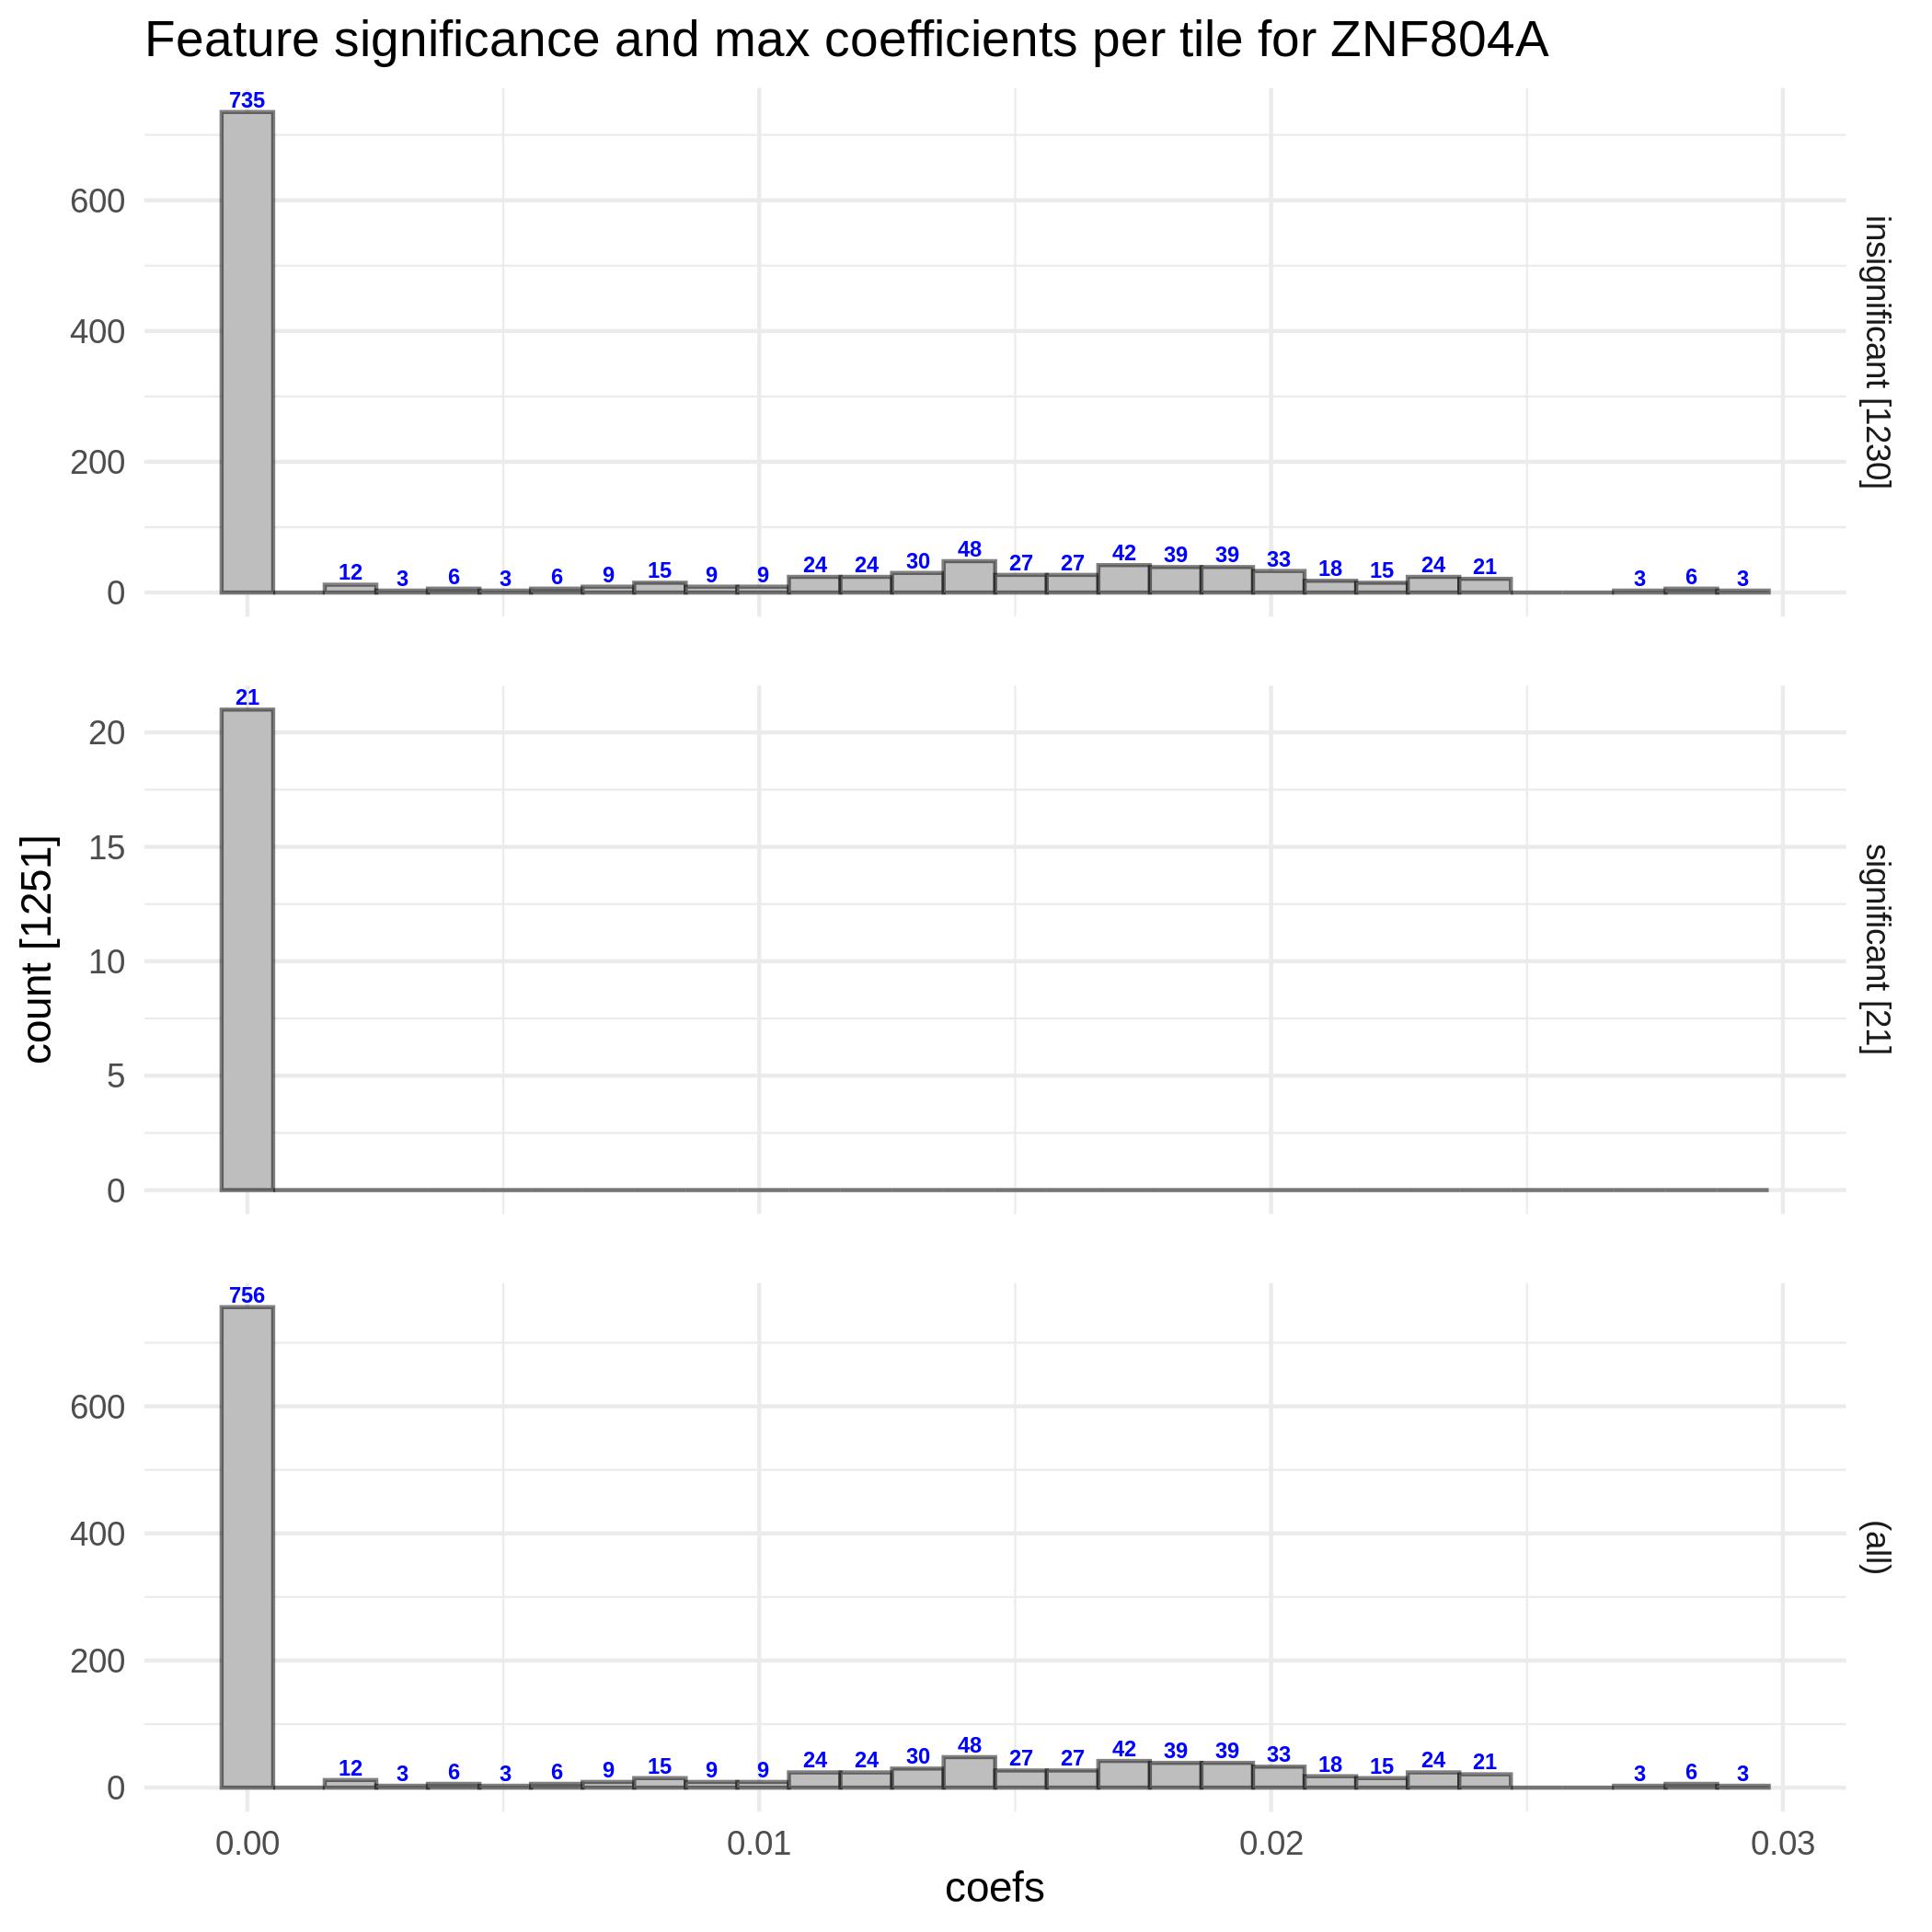 Feature significance and max coefficients per tile for ZNF804A
735
600
400
200
0
12 3 6 3 6 9 15 9 9 24 24 30 48 27 27 42 39 39 33 18 15 24 21 3 6 3
insignificant [1230]
21
20
15
10
5
0
significant [21]
count [1251]
756
600
400
200
0
12 3 6 3 6 9 15 9 9 24 24 30 48 27 27 42 39 39 33 18 15 24 21 3 6 3
(all)
0.00 0.01 0.02 0.03
coefs